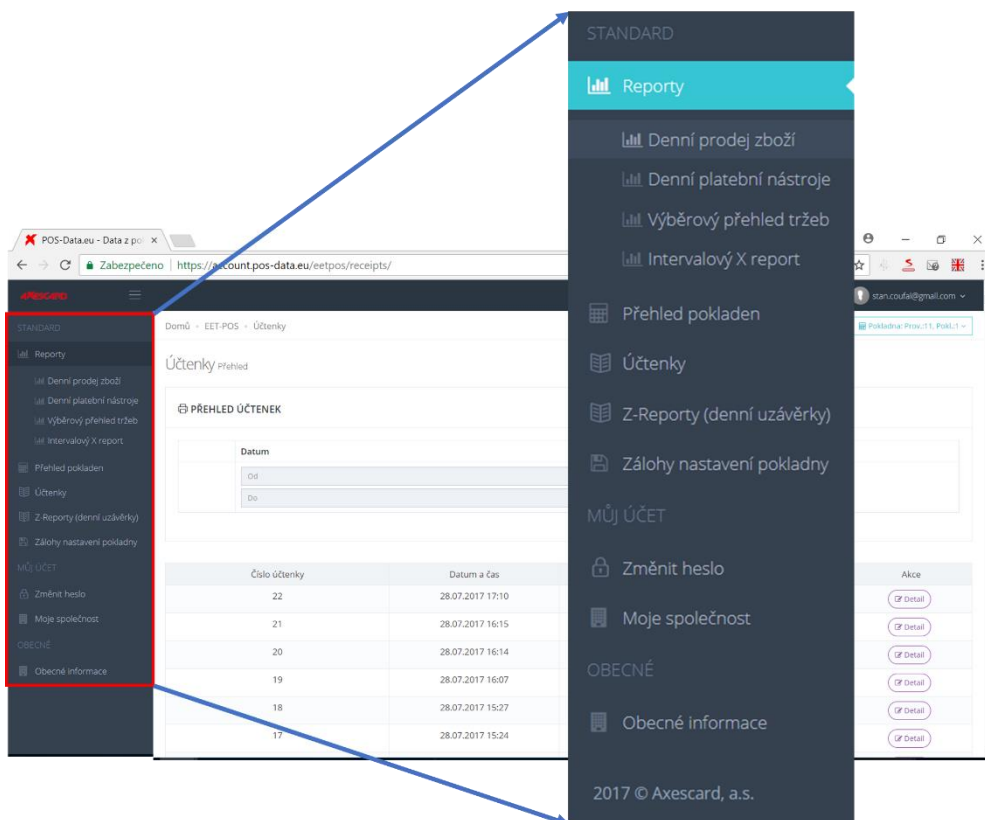 POS-Data.eu - Data z po
Zabezpečeno | https://account.pos-data.eu/eetpos/receipts/
AXESCARD
stan.coufal@gmail.com
STANDARD
Reporty
Denní prodej zboží
Denní platební nástroje
Výběrový přehled tržeb
Intervalový X report
Přehled pokladen
Účtenky
Z-Reporty (denní uzávěrky)
Zálohy nastavení pokladny
MŮJ ÚČET
Změnit heslo
Moje společnost
OBECNÉ
Obecné informace
Domů - EET-POS - Účtenky
Pokladna: Prov.:11, Pokl.:1
Účtenky Přehled
PŘEHLED ÚČTENEK
Datum
Od
Do
Číslo účtenky Datum a čas Akce
22 28.07.2017 17:10 Detail
21 28.07.2017 16:15 Detail
20 28.07.2017 16:14 Detail
19 28.07.2017 16:07 Detail
18 28.07.2017 15:27 Detail
17 28.07.2017 15:24 Detail
STANDARD
Reporty
Denní prodej zboží
Denní platební nástroje
Výběrový přehled tržeb
Intervalový X report
Přehled pokladen
Účtenky
Z-Reporty (denní uzávěrky)
Zálohy nastavení pokladny
MŮJ ÚČET
Změnit heslo
Moje společnost
OBECNÉ
Obecné informace
2017 © Axescard, a.s.